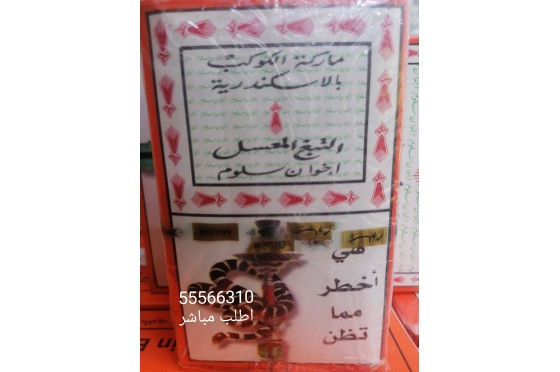 ماركة الكوكب
بالاسكندرية
التبغ المعسل
اخوان سلوم
هي
أخطر
مما
تظن
55566310
اطلب مباشر